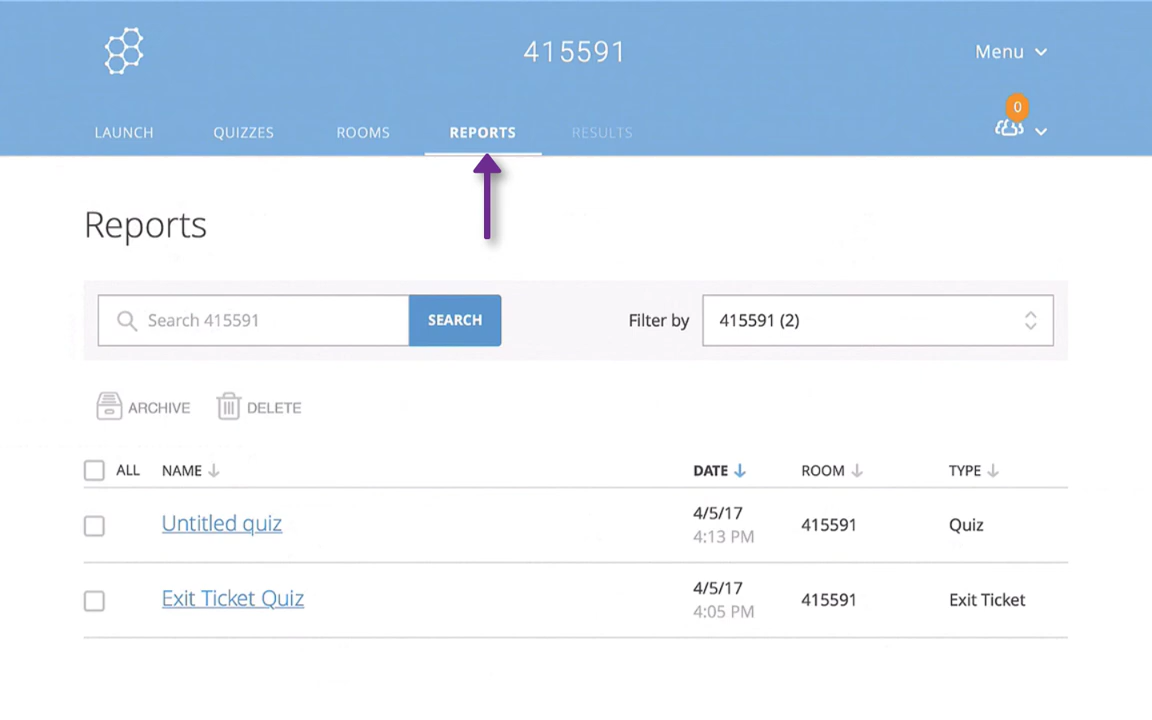 415591
Menu
0
LAUNCH QUIZZES ROOMS REPORTS RESULTS
Reports
Search 415591 SEARCH Filter by 415591 (2)
ARCHIVE DELETE
ALL NAME DATE ROOM TYPE
Untitled quiz 4/5/17 4:13 PM 415591 Quiz
Exit Ticket Quiz 4/5/17 4:05 PM 415591 Exit Ticket